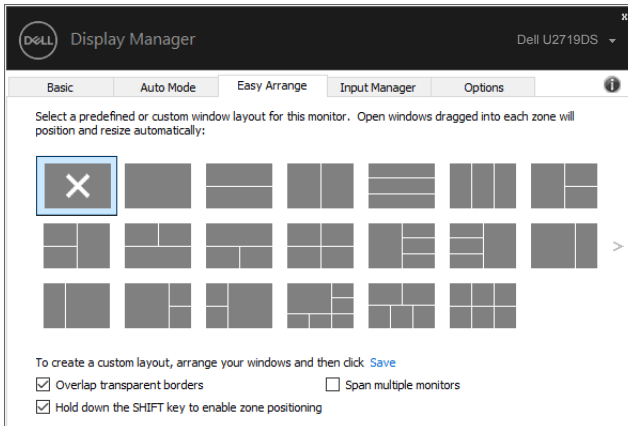 x
DELL Display Manager Dell U2719DS
Basic Auto Mode Easy Arrange Input Manager Options
Select a predefined or custom window layout for this monitor. Open windows dragged into each zone will
position and resize automatically:
To create a custom layout, arrange your windows and then click Save
Overlap transparent borders Span multiple monitors
Hold down the SHIFT key to enable zone positioning